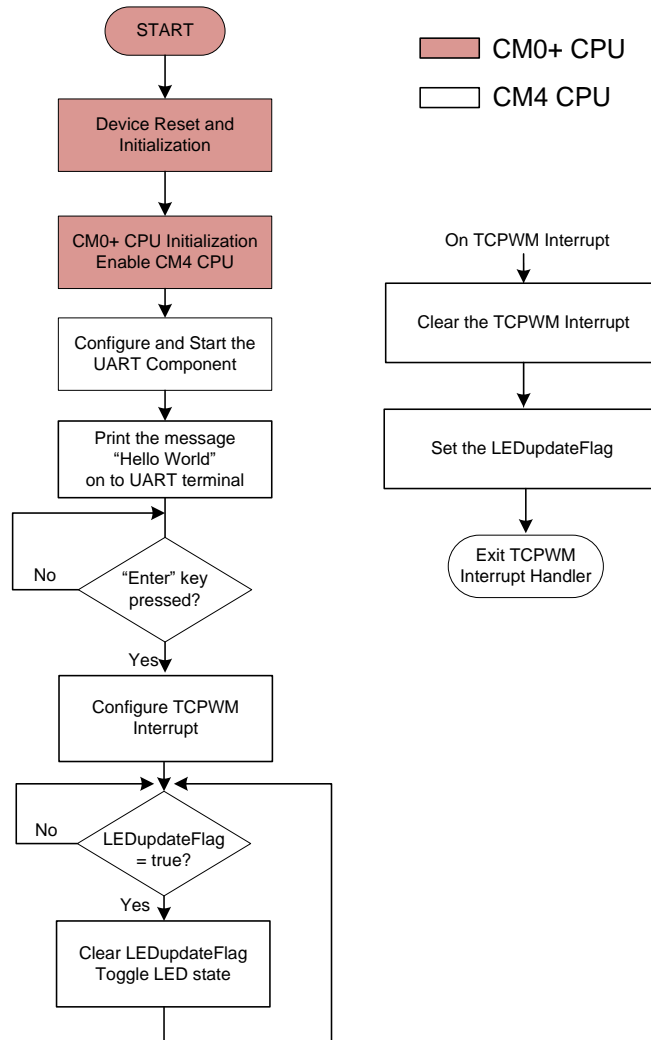 START
Device Reset and
Initialization
CM0+ CPU Initialization
Enable CM4 CPU
Configure and Start the
UART Component
Print the message
“Hello World”
on to UART terminal
No
“Enter” key
pressed?
Yes
Configure TCPWM
Interrupt
No
LEDupdateFlag
= true?
Yes
Clear LEDupdateFlag
Toggle LED state
CM0+ CPU
CM4 CPU
On TCPWM Interrupt
Clear the TCPWM Interrupt
Set the LEDupdateFlag
Exit TCPWM
Interrupt Handler